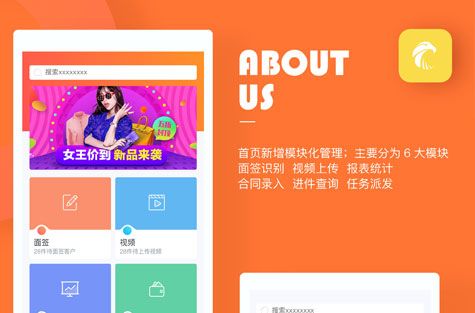 搜索xxxxxxxx
ABOUT
US
五折
封顶
女王价到 新品来袭
首页新增模块化管理；主要分为 6 大模块
面签识别 视频上传 报表统计
合同录入 进件查询 任务派发
面签
28件待面签客户
视频
28件待上传视频
搜索xxxxxxxx